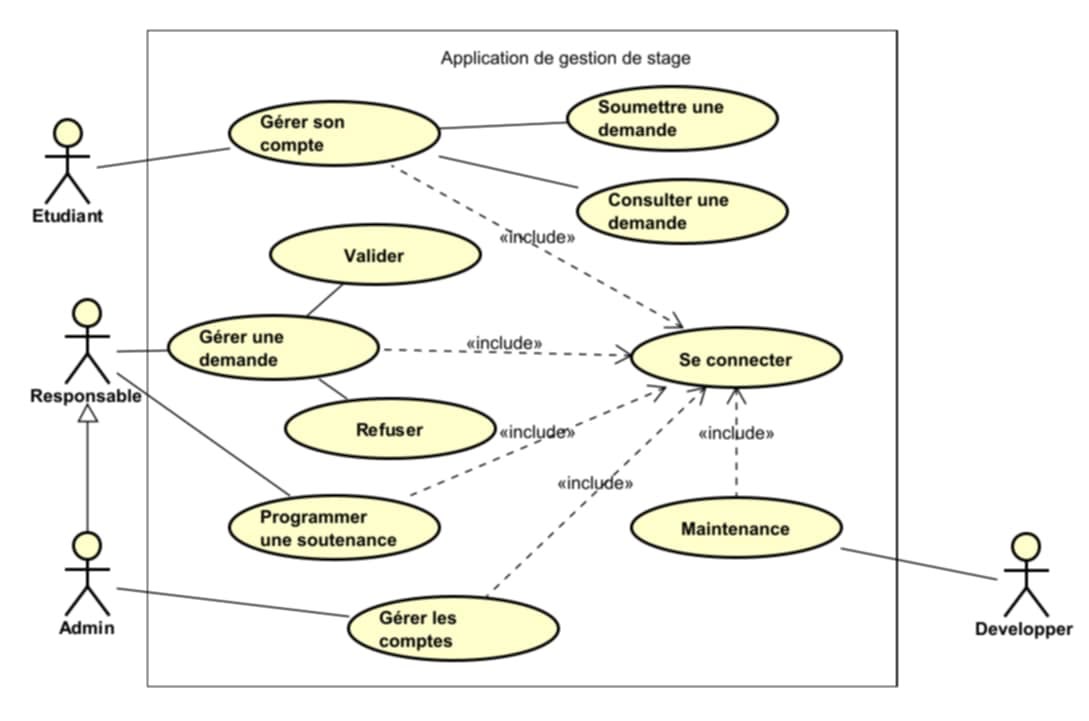 Application de gestion de stage
Gérer son
compte
Soumettre une
demande
Etudiant
Consulter une
demande
«include»
Valider
Gérer une
demande
«include»
Se connecter
Responsable
Refuser
«include»
«include»
«include»
Programmer
une soutenance
Maintenance
Admin
Gérer les
comptes
Developper